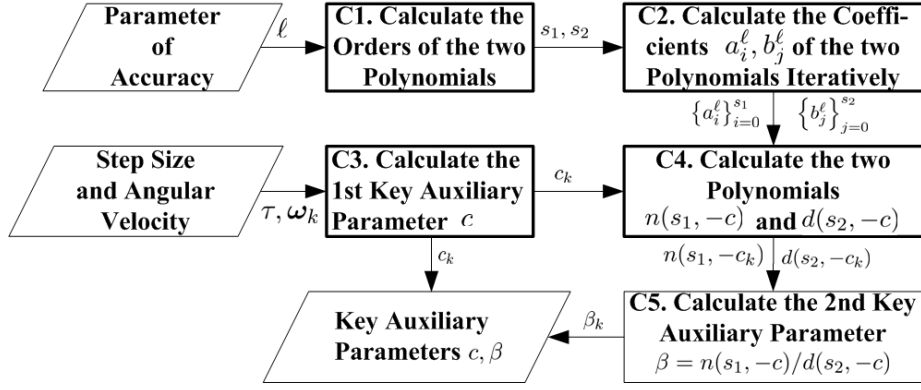 Parameter
of
Accuracy
ℓ
C1. Calculate the
Orders of the two
Polynomials
s₁, s₂
C2. Calculate the Coeffi-
cients a_i^ℓ, b_j^ℓ of the two
Polynomials Iteratively
{a_i^ℓ}_{i=0}^{s₁} {b_j^ℓ}_{j=0}^{s₂}
Step Size
and Angular
Velocity
τ, ω_k
C3. Calculate the
1st Key Auxiliary
Parameter c
c_k
C4. Calculate the two
Polynomials
n(s₁, −c) and d(s₂, −c)
c_k
n(s₁, −c_k) d(s₂, −c_k)
Key Auxiliary
Parameters c, β
β_k
C5. Calculate the 2nd Key
Auxiliary Parameter
β = n(s₁, −c)/d(s₂, −c)